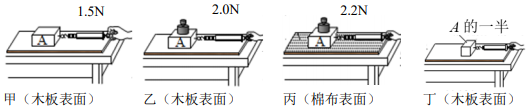 1.5N
2.0N
2.2N
A的一半
A
A
A
甲（木板表面）
乙（木板表面）
丙（棉布表面）
丁（木板表面）